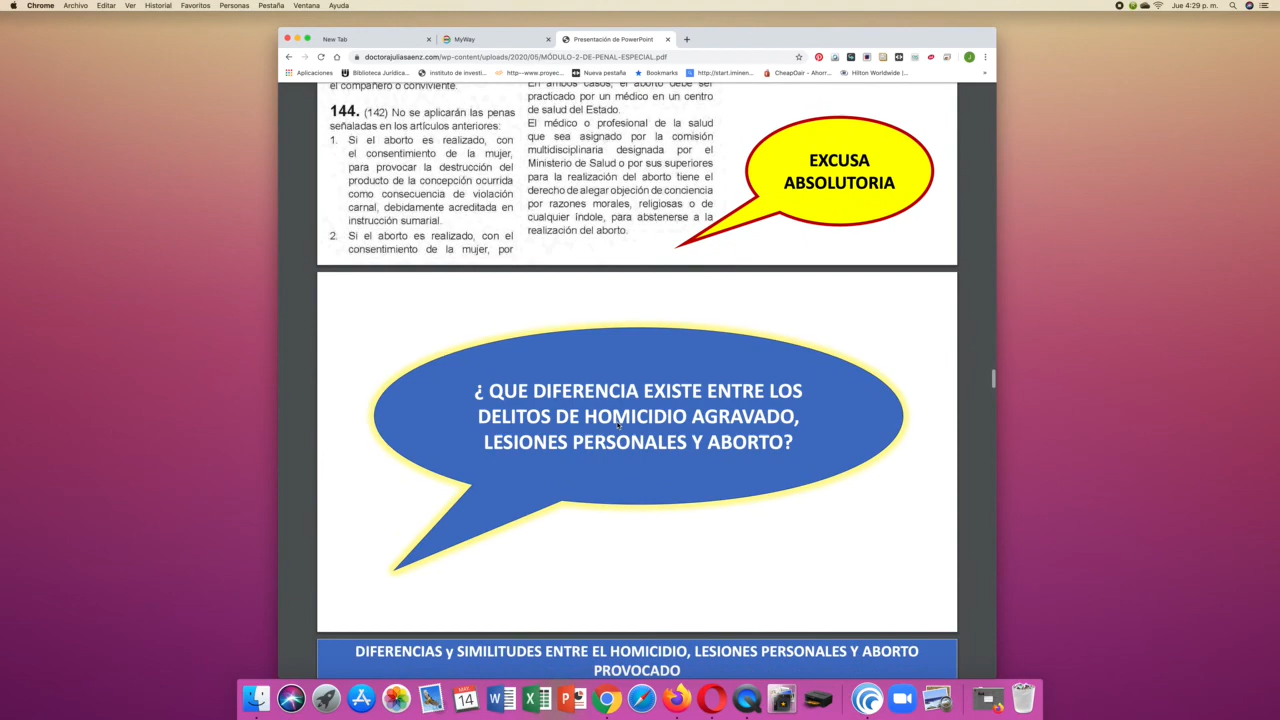 Chrome Archivo Editar Ver Historial Favoritos Personas Pestaña Ventana Ayuda
Jue 4:29 p. m.
New Tab
MyWay
Presentación de PowerPoint
doctorajuliasaenz.com/wp-content/uploads/2020/05/MÓDULO-2-DE-PENAL-ESPECIAL.pdf
Aplicaciones
Biblioteca Jurídica...
instituto de investi...
http--www.proyec...
Nueva pestaña
Bookmarks
http://start.iminen...
CheapOair - Ahorr...
Hilton Worldwide |...
»
el compañero o conviviente.
144. (142) No se aplicarán las penas
señaladas en los artículos anteriores:
1. Si el aborto es realizado, con
el consentimiento de la mujer,
para provocar la destrucción del
producto de la concepción ocurrida
como consecuencia de violación
carnal, debidamente acreditada en
instrucción sumarial.
2. Si el aborto es realizado, con el
consentimiento de la mujer, por
En ambos casos, el aborto debe ser
practicado por un médico en un centro
de salud del Estado.
El médico o profesional de la salud
que sea asignado por la comisión
multidisciplinaria designada por el
Ministerio de Salud o por sus superiores
para la realización del aborto tiene el
derecho de alegar objeción de conciencia
por razones morales, religiosas o de
cualquier índole, para abstenerse a la
realización del aborto.
EXCUSA
ABSOLUTORIA
¿ QUE DIFERENCIA EXISTE ENTRE LOS
DELITOS DE HOMICIDIO AGRAVADO,
LESIONES PERSONALES Y ABORTO?
DIFERENCIAS y SIMILITUDES ENTRE EL HOMICIDIO, LESIONES PERSONALES Y ABORTO
PROVOCADO
MAY
14